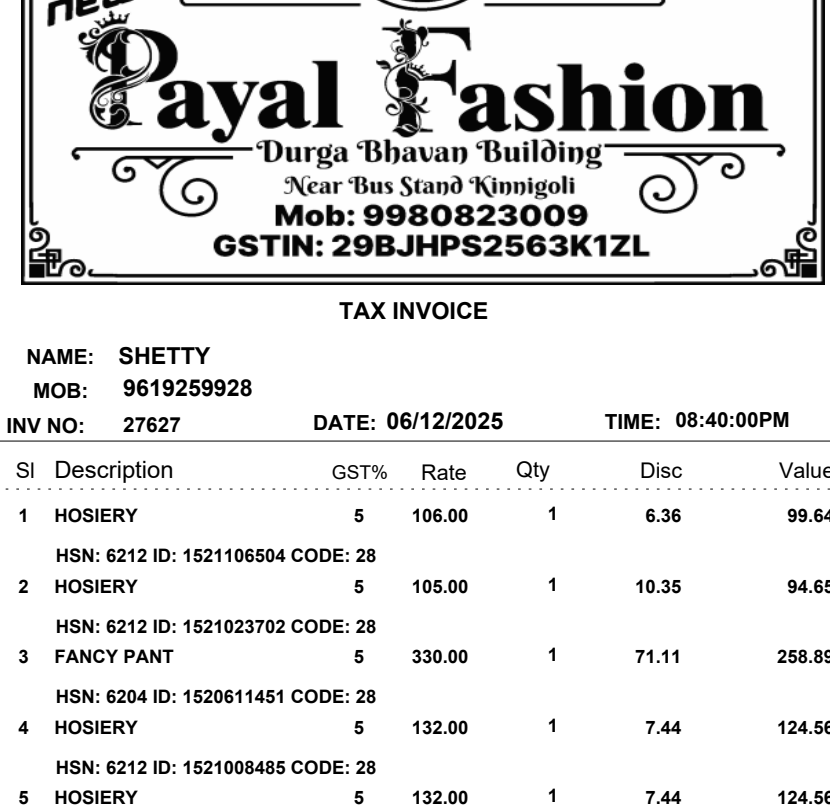 new
Payal Fashion
Durga Bhavan Building
Near Bus Stand Kinnigoli
Mob: 9980823009
GSTIN: 29BJHPS2563K1ZL
TAX INVOICE
NAME: SHETTY
MOB: 9619259928
INV NO: 27627 DATE: 06/12/2025 TIME: 08:40:00PM
Sl Description GST% Rate Qty Disc Value
1 HOSIERY 5 106.00 1 6.36 99.64
HSN: 6212 ID: 1521106504 CODE: 28
2 HOSIERY 5 105.00 1 10.35 94.65
HSN: 6212 ID: 1521023702 CODE: 28
3 FANCY PANT 5 330.00 1 71.11 258.89
HSN: 6204 ID: 1520611451 CODE: 28
4 HOSIERY 5 132.00 1 7.44 124.56
HSN: 6212 ID: 1521008485 CODE: 28
5 HOSIERY 5 132.00 1 7.44 124.56